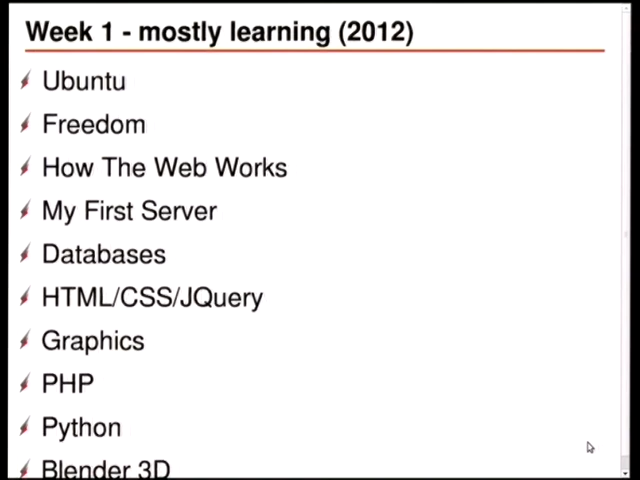 Week 1 - mostly learning (2012)
Ubuntu
Freedom
How The Web Works
My First Server
Databases
HTML/CSS/JQuery
Graphics
PHP
Python
Blender 3D